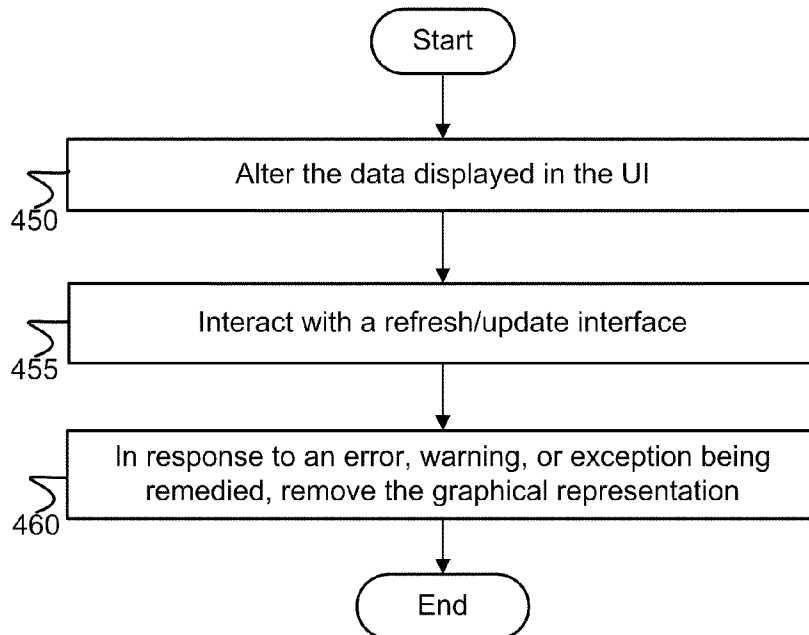 Start
Alter the data displayed in the UI
450
Interact with a refresh/update interface
455
In response to an error, warning, or exception being
remedied, remove the graphical representation
460
End